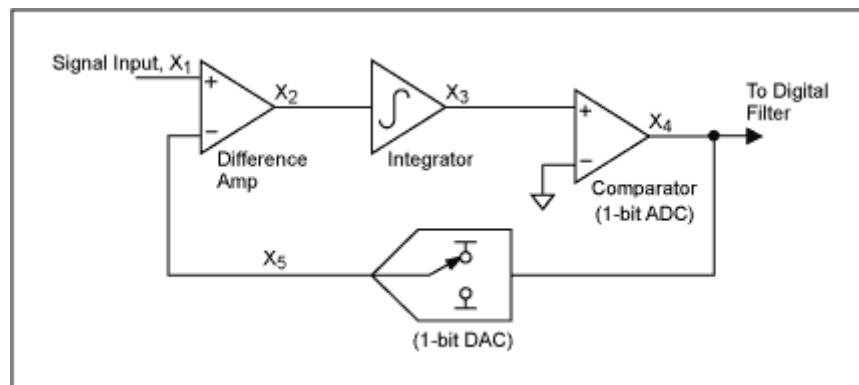 Signal Input, X1
+
X2
−
Difference
Amp
Integrator
X3
+
−
X4
Comparator
(1-bit ADC)
To Digital
Filter
X5
(1-bit DAC)